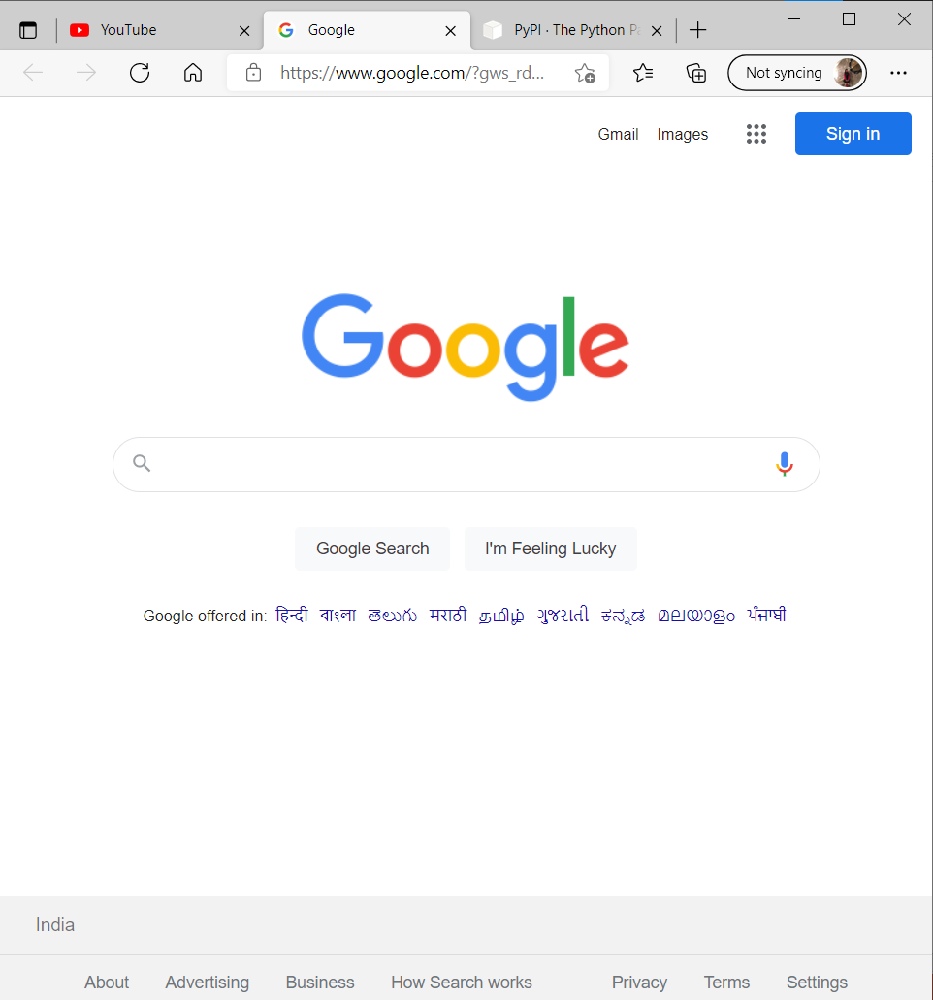 YouTube Google PyPI · The Python Pa
https://www.google.com/?gws_rd... Not syncing
Gmail Images Sign in
Google
Google Search I'm Feeling Lucky
Google offered in: हिन्दी বাংলা తెలుగు मराठी தமிழ் ગુજરાતી ಕನ್ನಡ മലയാളം ਪੰਜਾਬੀ
India
About Advertising Business How Search works Privacy Terms Settings